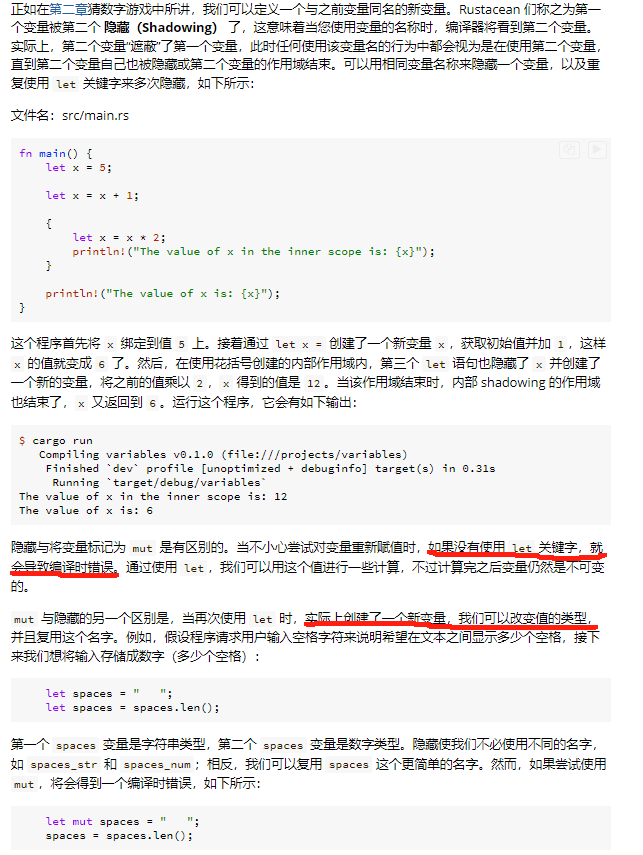 正如在第二章猜数字游戏中所讲，我们可以定义一个与之前变量同名的新变量。Rustacean 们称之为第一
个变量被第二个 隐藏（Shadowing） 了，这意味着当您使用变量的名称时，编译器将看到第二个变量。
实际上，第二个变量“遮蔽”了第一个变量，此时任何使用该变量名的行为中都会视为是在使用第二个变量，
直到第二个变量自己也被隐藏或第二个变量的作用域结束。可以用相同变量名称来隐藏一个变量，以及重
复使用 let 关键字来多次隐藏，如下所示：
文件名：src/main.rs
fn main() {
    let x = 5;
    let x = x + 1;
    {
        let x = x * 2;
        println!("The value of x in the inner scope is: {x}");
    }
    println!("The value of x is: {x}");
}
这个程序首先将 x 绑定到值 5 上。接着通过 let x = 创建了一个新变量 x，获取初始值并加 1，这样
x 的值就变成 6 了。然后，在使用花括号创建的内部作用域内，第三个 let 语句也隐藏了 x 并创建了
一个新的变量，将之前的值乘以 2，x 得到的值是 12。当该作用域结束时，内部 shadowing 的作用域
也结束了，x 又返回到 6。运行这个程序，它会有如下输出：
$ cargo run
   Compiling variables v0.1.0 (file:///projects/variables)
    Finished `dev` profile [unoptimized + debuginfo] target(s) in 0.31s
     Running `target/debug/variables`
The value of x in the inner scope is: 12
The value of x is: 6
隐藏与将变量标记为 mut 是有区别的。当不小心尝试对变量重新赋值时，如果没有使用 let 关键字，就
会导致编译时错误。通过使用 let，我们可以用这个值进行一些计算，不过计算完之后变量仍然是不可变
的。
mut 与隐藏的另一个区别是，当再次使用 let 时，实际上创建了一个新变量，我们可以改变值的类型，
并且复用这个名字。例如，假设程序请求用户输入空格字符来说明希望在文本之间显示多少个空格，接下
来我们想将输入存储成数字（多少个空格）：
    let spaces = "   ";
    let spaces = spaces.len();
第一个 spaces 变量是字符串类型，第二个 spaces 变量是数字类型。隐藏使我们不必使用不同的名字，
如 spaces_str 和 spaces_num；相反，我们可以复用 spaces 这个更简单的名字。然而，如果尝试使用
mut，将会得到一个编译时错误，如下所示：
    let mut spaces = "   ";
    spaces = spaces.len();